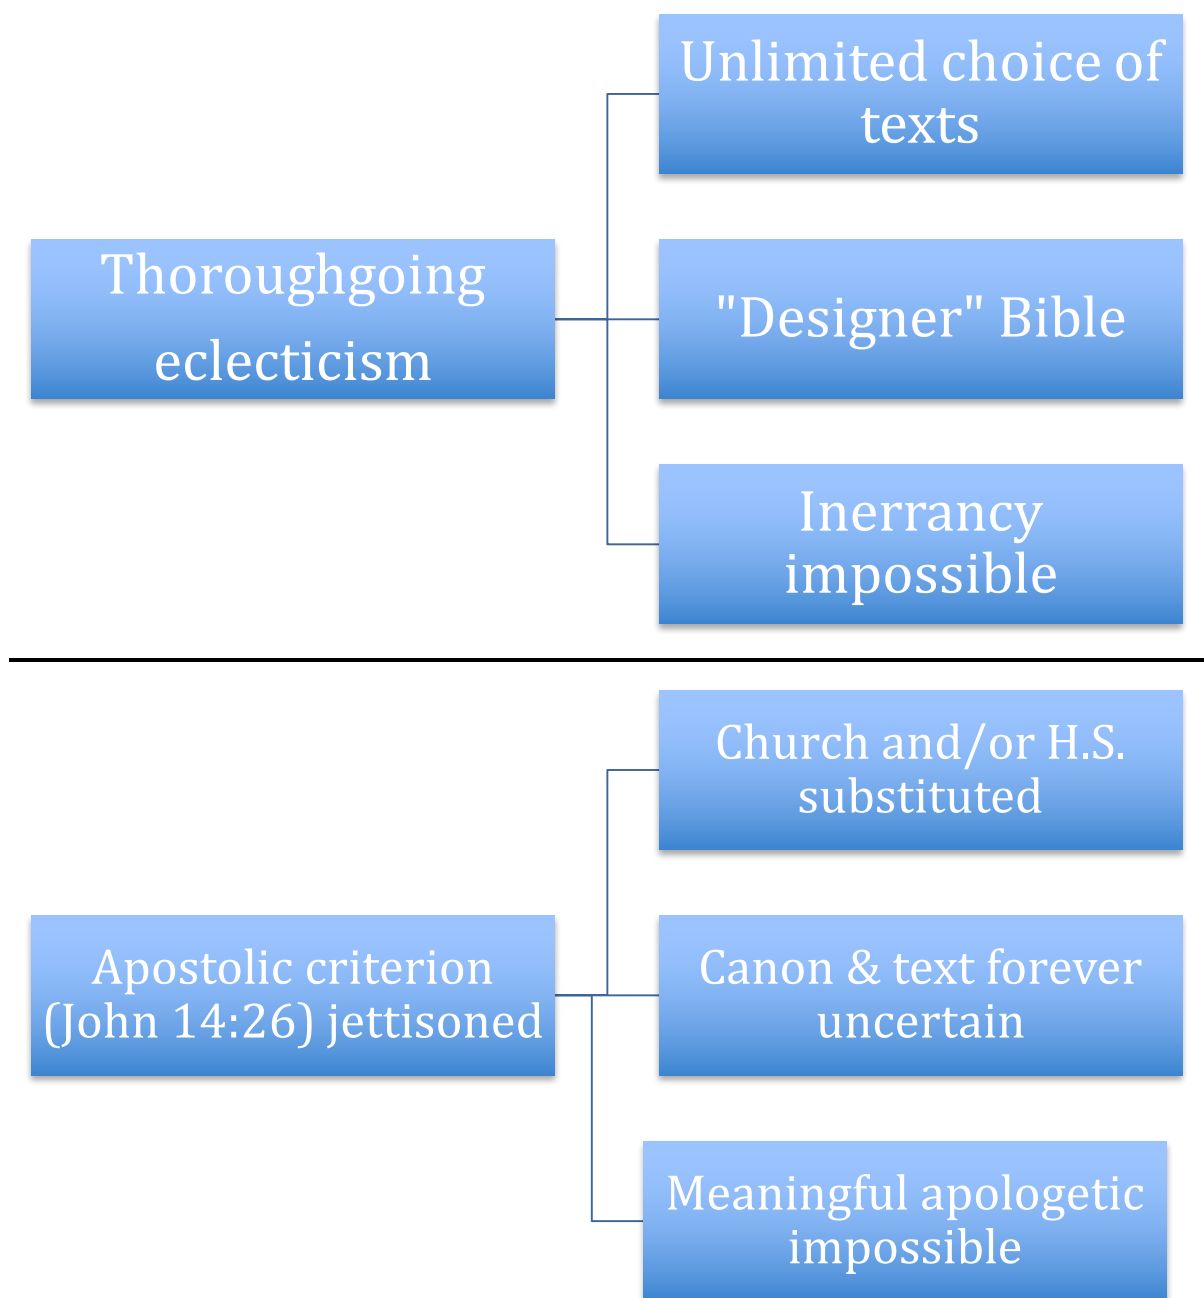 Unlimited choice of
texts
Thoroughgoing
eclecticism
"Designer" Bible
Inerrancy
impossible
Church and/or H.S.
substituted
Apostolic criterion
(John 14:26) jettisoned
Canon & text forever
uncertain
Meaningful apologetic
impossible